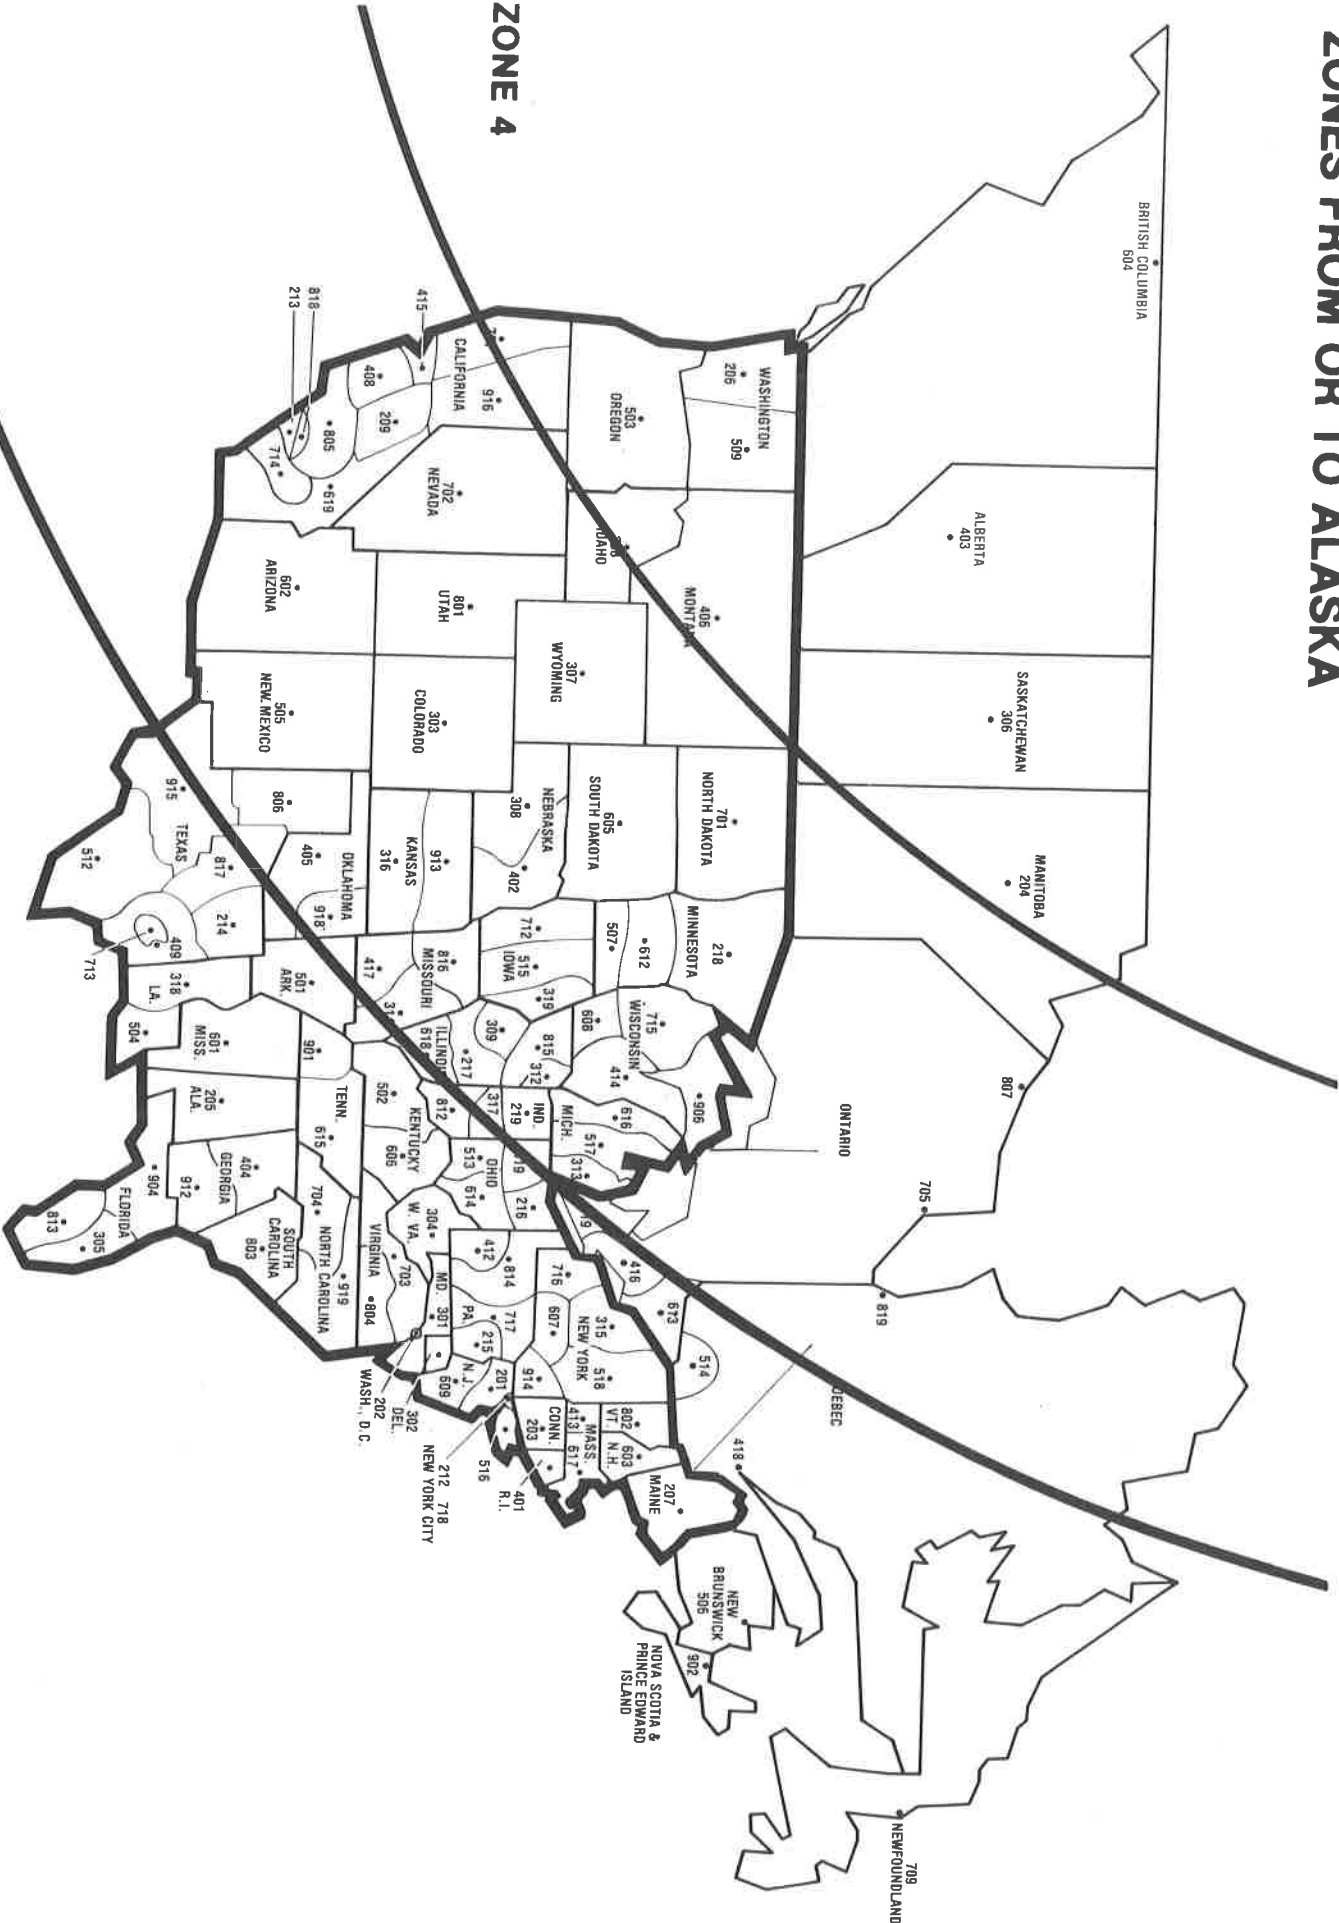 ZONES FROM OR TO ALASKA
ZONE 4
BRITISH COLUMBIA
604
ALBERTA
403
SASKATCHEWAN
306
MANITOBA
204
ONTARIO
807
705
819
WASHINGTON
206
509
503
OREGON
406
MONTANA
IDAHO
307
WYOMING
701
NORTH DAKOTA
605
SOUTH DAKOTA
NEBRASKA
308
402
218
MINNESOTA
612
507
715
WISCONSIN
608
414
906
712
515
IOWA
319
CALIFORNIA
916
415
408
209
805
818
213
714
619
702
NEVADA
801
UTAH
303
COLORADO
602
ARIZONA
505
NEW MEXICO
913
KANSAS
316
OKLAHOMA
405
918
806
915
TEXAS
817
214
512
409
713
816
MISSOURI
417
815
312
309
217
ILLINOIS
618
501
ARK.
318
LA.
504
601
MISS.
205
ALA.
901
TENN.
615
502
KENTUCKY
606
MICH.
616
517
313
IND.
219
317
812
OHIO
513
614
216
404
GEORGIA
912
FLORIDA
904
813
305
SOUTH
CAROLINA
803
704
NORTH CAROLINA
919
VIRGINIA
703
804
W. VA.
304
MD.
301
412
814
PA.
717
215
N.J.
201
609
716
315
607
NEW YORK
518
914
416
613
514
418
802
VT.
603
N.H.
413
MASS.
617
CONN.
203
207
MAINE
401
R.I.
516
212 718
NEW YORK CITY
302
DEL.
202
WASH., D.C.
NEW
BRUNSWICK
506
902
NOVA SCOTIA &
PRINCE EDWARD
ISLAND
709
NEWFOUNDLAND